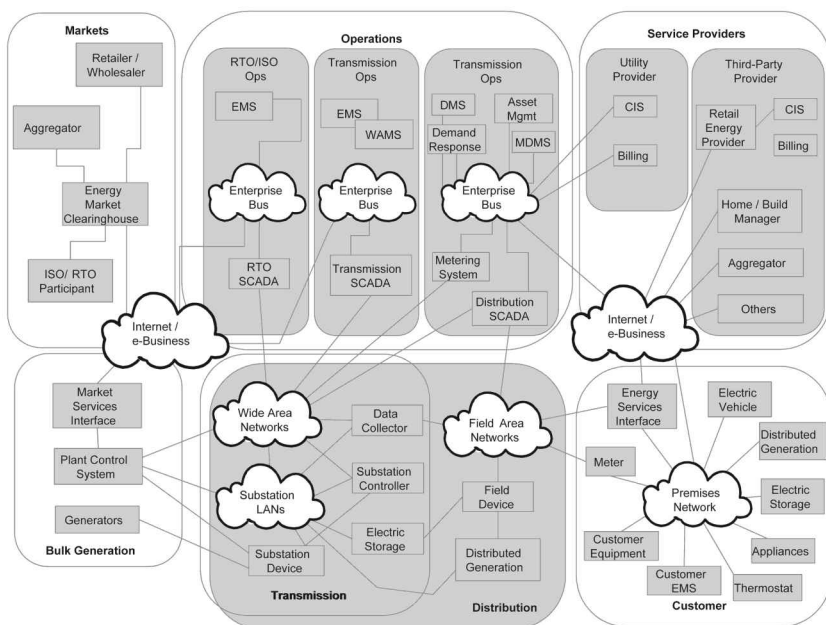 Markets
Retailer /
Wholesaler
Aggregator
Energy
Market
Clearinghouse
ISO/ RTO
Participant
Internet /
e-Business
Operations
RTO/ISO
Ops
EMS
Enterprise
Bus
RTO
SCADA
Transmission
Ops
EMS
WAMS
Enterprise
Bus
Transmission
SCADA
Transmission
Ops
DMS
Asset
Mgmt
Demand
Response
MDMS
Enterprise
Bus
Metering
System
Distribution
SCADA
Service Providers
Utility
Provider
CIS
Billing
Third-Party
Provider
Retail
Energy
Provider
CIS
Billing
Home / Build
Manager
Aggregator
Others
Internet /
e-Business
Market
Services
Interface
Plant Control
System
Generators
Bulk Generation
Wide Area
Networks
Data
Collector
Substation
LANs
Substation
Controller
Electric
Storage
Substation
Device
Transmission
Field Area
Networks
Field
Device
Distributed
Generation
Distribution
Energy
Services
Interface
Electric
Vehicle
Distributed
Generation
Meter
Premises
Network
Electric
Storage
Customer
Equipment
Appliances
Customer
EMS
Thermostat
Customer